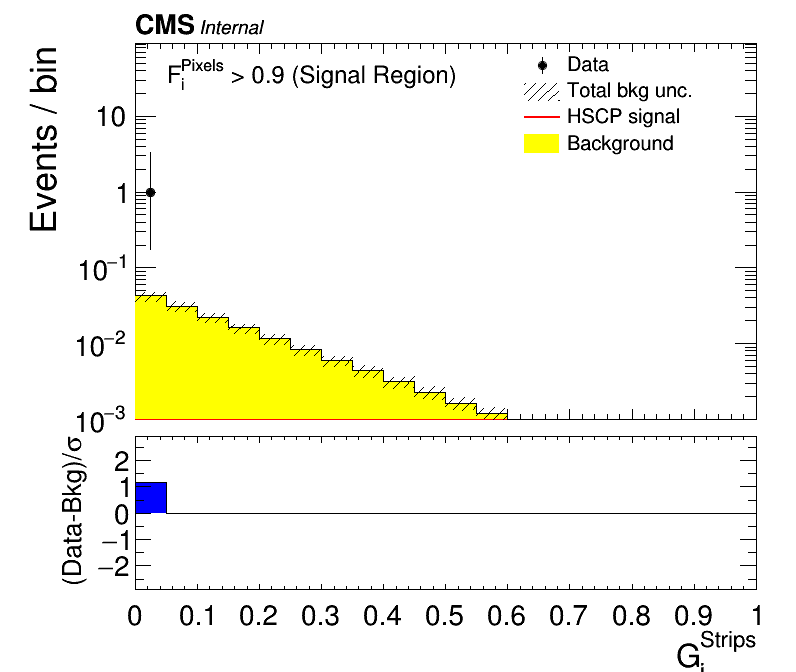 CMS Internal
F_i^Pixels > 0.9 (Signal Region)
Data
Total bkg unc.
HSCP signal
Background
Events / bin
10
1
10^−1
10^−2
10^−3
(Data-Bkg)/σ
2
1
0
−1
−2
0 0.1 0.2 0.3 0.4 0.5 0.6 0.7 0.8 0.9 1
G_i^Strips